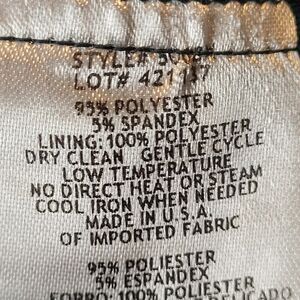 STYLE#
LOT#
95% POLYESTER
5% SPANDEX
LINING: 100% POLYESTER
DRY CLEAN GENTLE CYCLE
LOW TEMPERATURE
NO DIRECT HEAT OR STEAM
COOL IRON WHEN NEEDED
MADE IN U.S.A
OF IMPORTED FABRIC
95% POLIESTER
5% ESPANDEX
FORRO: 100% POLIESTER